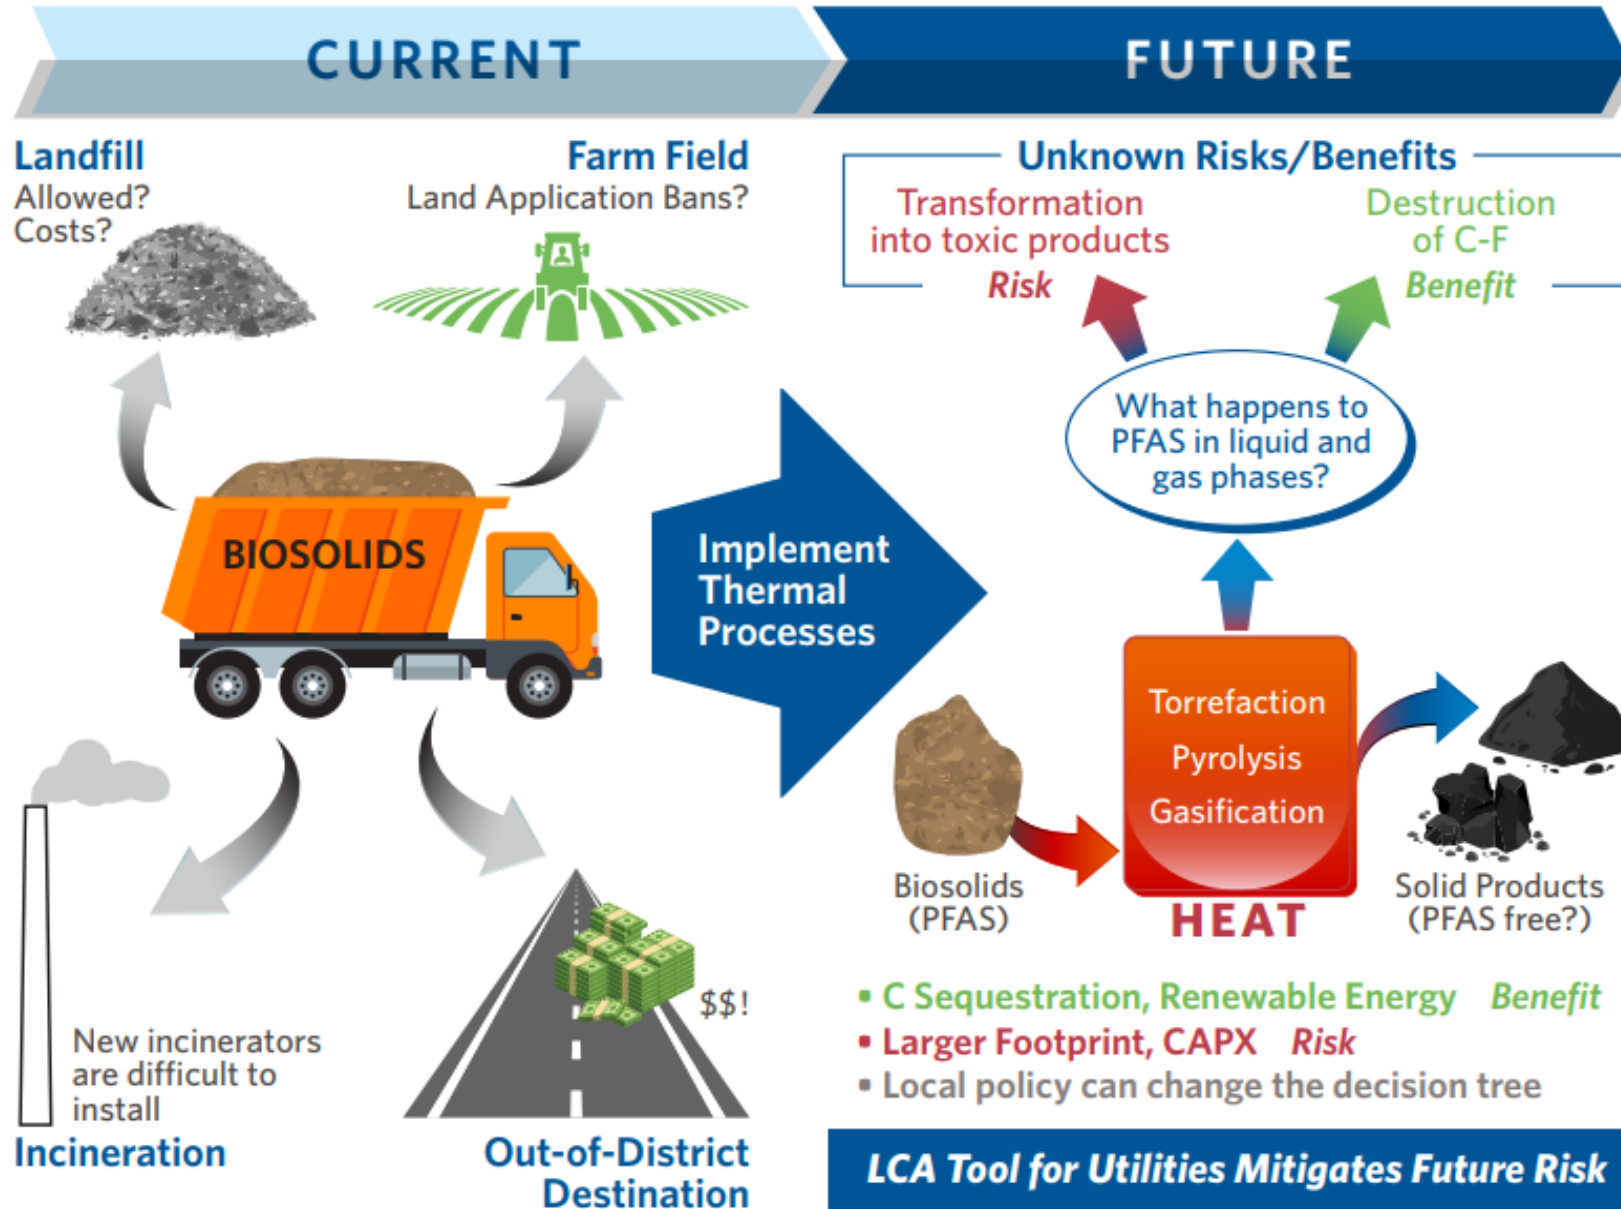 CURRENT
FUTURE
Landfill
Allowed?
Costs?
Farm Field
Land Application Bans?
BIOSOLIDS
New incinerators
are difficult to
install
Incineration
$$!
Out-of-District
Destination
Implement
Thermal
Processes
Unknown Risks/Benefits
Transformation
into toxic products
Risk
Destruction
of C-F
Benefit
What happens to
PFAS in liquid and
gas phases?
Torrefaction
Pyrolysis
Gasification
HEAT
Biosolids
(PFAS)
Solid Products
(PFAS free?)
▪ C Sequestration, Renewable Energy Benefit
▪ Larger Footprint, CAPX Risk
▪ Local policy can change the decision tree
LCA Tool for Utilities Mitigates Future Risk